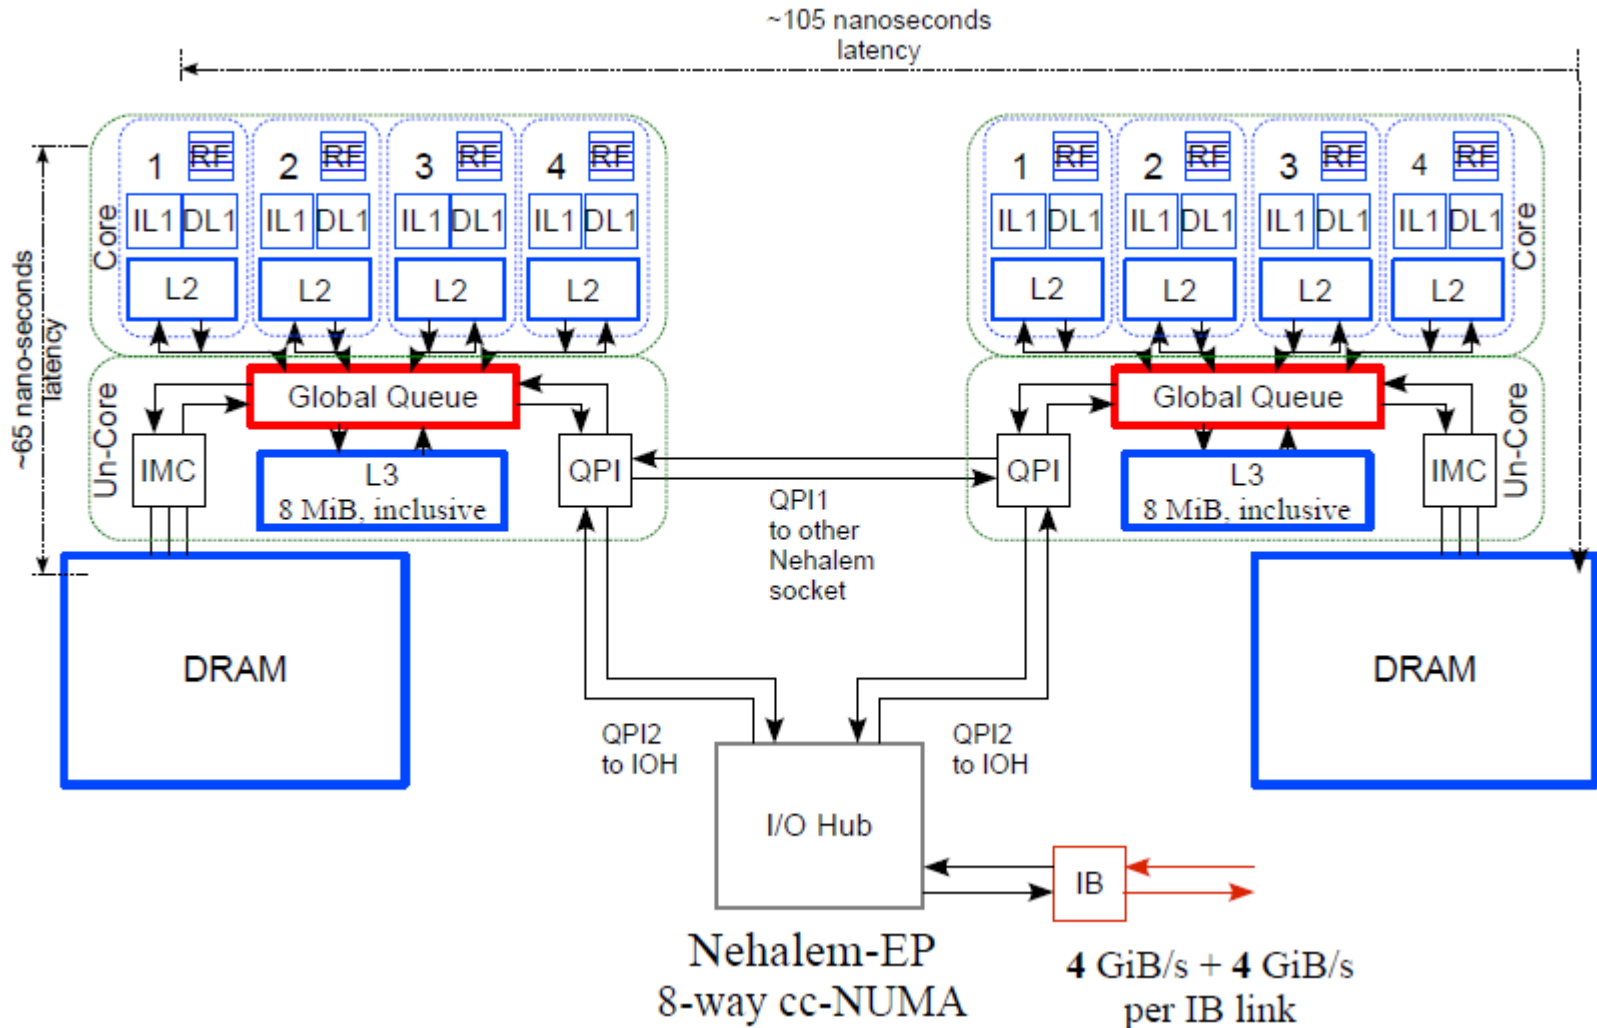 ~105 nanoseconds
latency
1 RF 2 RF 3 RF 4 RF
IL1 DL1 IL1 DL1 IL1 DL1 IL1 DL1
L2 L2 L2 L2
Core
~65 nano-seconds
latency
Un-Core
Global Queue
IMC
L3
8 MiB, inclusive
QPI
DRAM
1 RF 2 RF 3 RF 4 RF
IL1 DL1 IL1 DL1 IL1 DL1 IL1 DL1
L2 L2 L2 L2
Core
Global Queue
QPI
L3
8 MiB, inclusive
IMC
Un-Core
DRAM
QPI1
to other
Nehalem
socket
QPI2
to IOH
QPI2
to IOH
I/O Hub
IB
Nehalem-EP
8-way cc-NUMA
4 GiB/s + 4 GiB/s
per IB link